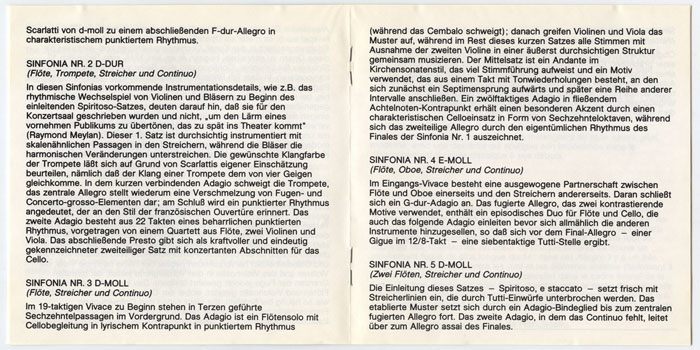 Scarlatti von d-moll zu einem abschließenden F-dur-Allegro in
charakteristischem punktiertem Rhythmus.
SINFONIA NR. 2 D-DUR
(Flöte, Trompete, Streicher und Continuo)
In diesen Sinfonias vorkommende Instrumentationsdetails, wie z.B. das
rhythmische Wechselspiel von Violinen und Bläsern zu Beginn des
einleitenden Spiritoso-Satzes, deuten darauf hin, daß sie für den
Konzertsaal geschrieben wurden und nicht, „um den Lärm eines
vornehmen Publikums zu übertönen, das zu spät ins Theater kommt"
(Raymond Meylan). Dieser 1. Satz ist durchsichtig instrumentiert mit
skalenähnlichen Passagen in den Streichern, während die Bläser die
harmonischen Veränderungen unterstreichen. Die gewünschte Klangfarbe
der Trompete läßt sich auf Grund von Scarlattis eigener Einschätzung
beurteilen, nämlich daß der Klang einer Trompete dem von vier Geigen
gleichkomme. In dem kurzen verbindenden Adagio schweigt die Trompete,
das zentrale Allegro stellt wiederum eine Verschmelzung von Fugen- und
Concerto-grosso-Elementen dar; am Schluß wird ein punktierter Rhythmus
angedeutet, der an den Stil der französischen Ouvertüre erinnert. Das
zweite Adagio besteht aus 22 Takten eines beharrlichen punktierten
Rhythmus, vorgetragen von einem Quartett aus Flöte, zwei Violinen und
Viola. Das abschließende Presto gibt sich als kraftvoller und eindeutig
gekennzeichneter zweiteiliger Satz mit konzertanten Abschnitten für das
Cello.
SINFONIA NR. 3 D-MOLL
(Flöte, Streicher und Continuo)
Im 19-taktigen Vivace zu Beginn stehen in Terzen geführte
Sechzehntelpassagen im Vordergrund. Das Adagio ist ein Flötensolo mit
Cellobegleitung in lyrischem Kontrapunkt in punktiertem Rhythmus
(während das Cembalo schweigt); danach greifen Violinen und Viola das
Muster auf, während im Rest dieses kurzen Satzes alle Stimmen mit
Ausnahme der zweiten Violine in einer äußerst durchsichtigen Struktur
gemeinsam musizieren. Der Mittelsatz ist ein Andante im
Kirchensonatenstil, das viel Stimmführung aufweist und ein Motiv
verwendet, das aus einem Takt mit Tonwiederholungen besteht, an den
sich zunächst ein Septimensprung aufwärts und später eine Reihe anderer
Intervalle anschließen. Ein zwölftaktiges Adagio in fließendem
Achtelnoten-Kontrapunkt erhält einen besonderen Akzent durch einen
charakteristischen Celloeinsatz in Form von Sechzehnteloktaven, während
sich das zweiteilige Allegro durch den eigentümlichen Rhythmus des
Finales der Sinfonia Nr. 1 auszeichnet.
SINFONIA NR. 4 E-MOLL
(Flöte, Oboe, Streicher und Continuo)
Im Eingangs-Vivace besteht eine ausgewogene Partnerschaft zwischen
Flöte und Oboe einerseits und den Streichern andererseits. Daran schließt
sich ein G-dur-Adagio an. Das fugierte Allegro, das zwei kontrastierende
Motive verwendet, enthält ein episodisches Duo für Flöte und Cello, die
auch das folgende Adagio einleiten bevor sich allmählich die anderen
Instrumente hinzugesellen, so daß sich vor dem Final-Allegro – einer
Gigue im 12/8-Takt – eine siebentaktige Tutti-Stelle ergibt.
SINFONIA NR. 5 D-MOLL
(Zwei Flöten, Streicher und Continuo)
Die Einleitung dieses Satzes – Spiritoso, e staccato – setzt frisch mit
Streicherlinien ein, die durch Tutti-Einwürfe unterbrochen werden. Das
etablierte Muster setzt sich durch ein Adagio-Bindeglied bis zum zentralen
fugierten Allegro fort. Das zweite Adagio, in dem das Continuo fehlt, leitet
über zum Allegro assai des Finales.